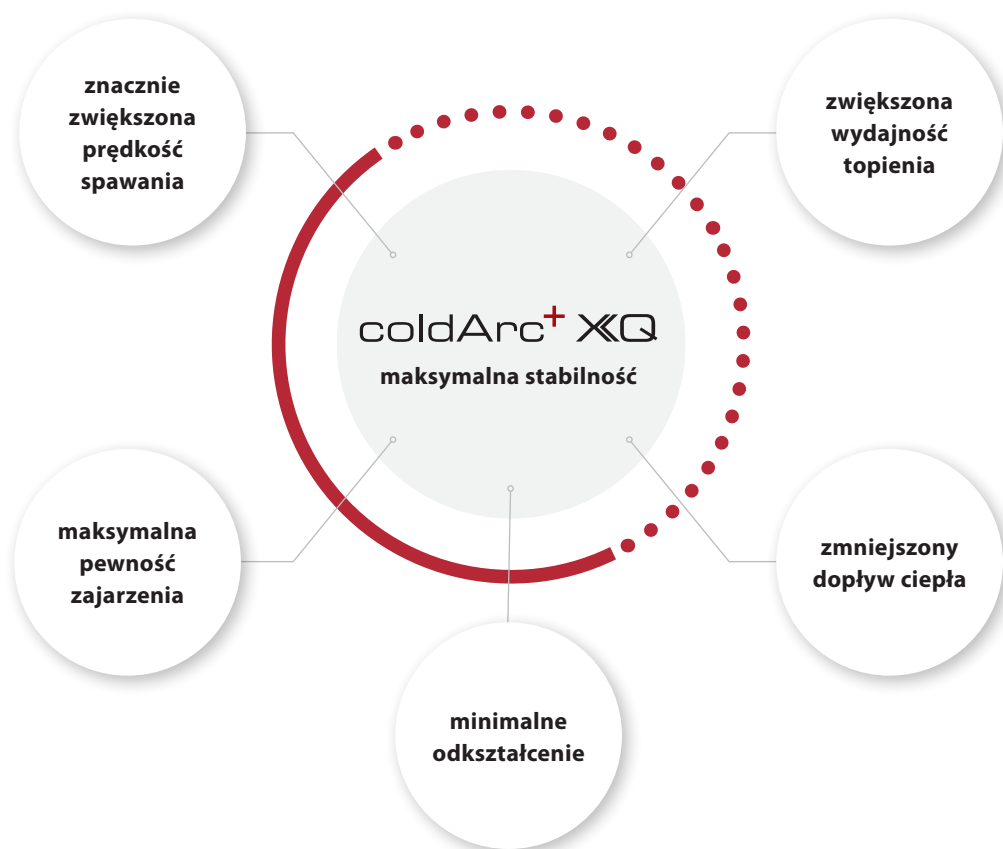 znacznie
zwiększona
prędkość
spawania
zwiększona
wydajność
topienia
coldArc+ XQ
maksymalna stabilność
maksymalna
pewność
zajarzenia
zmniejszony
dopływ ciepła
minimalne
odkształcenie